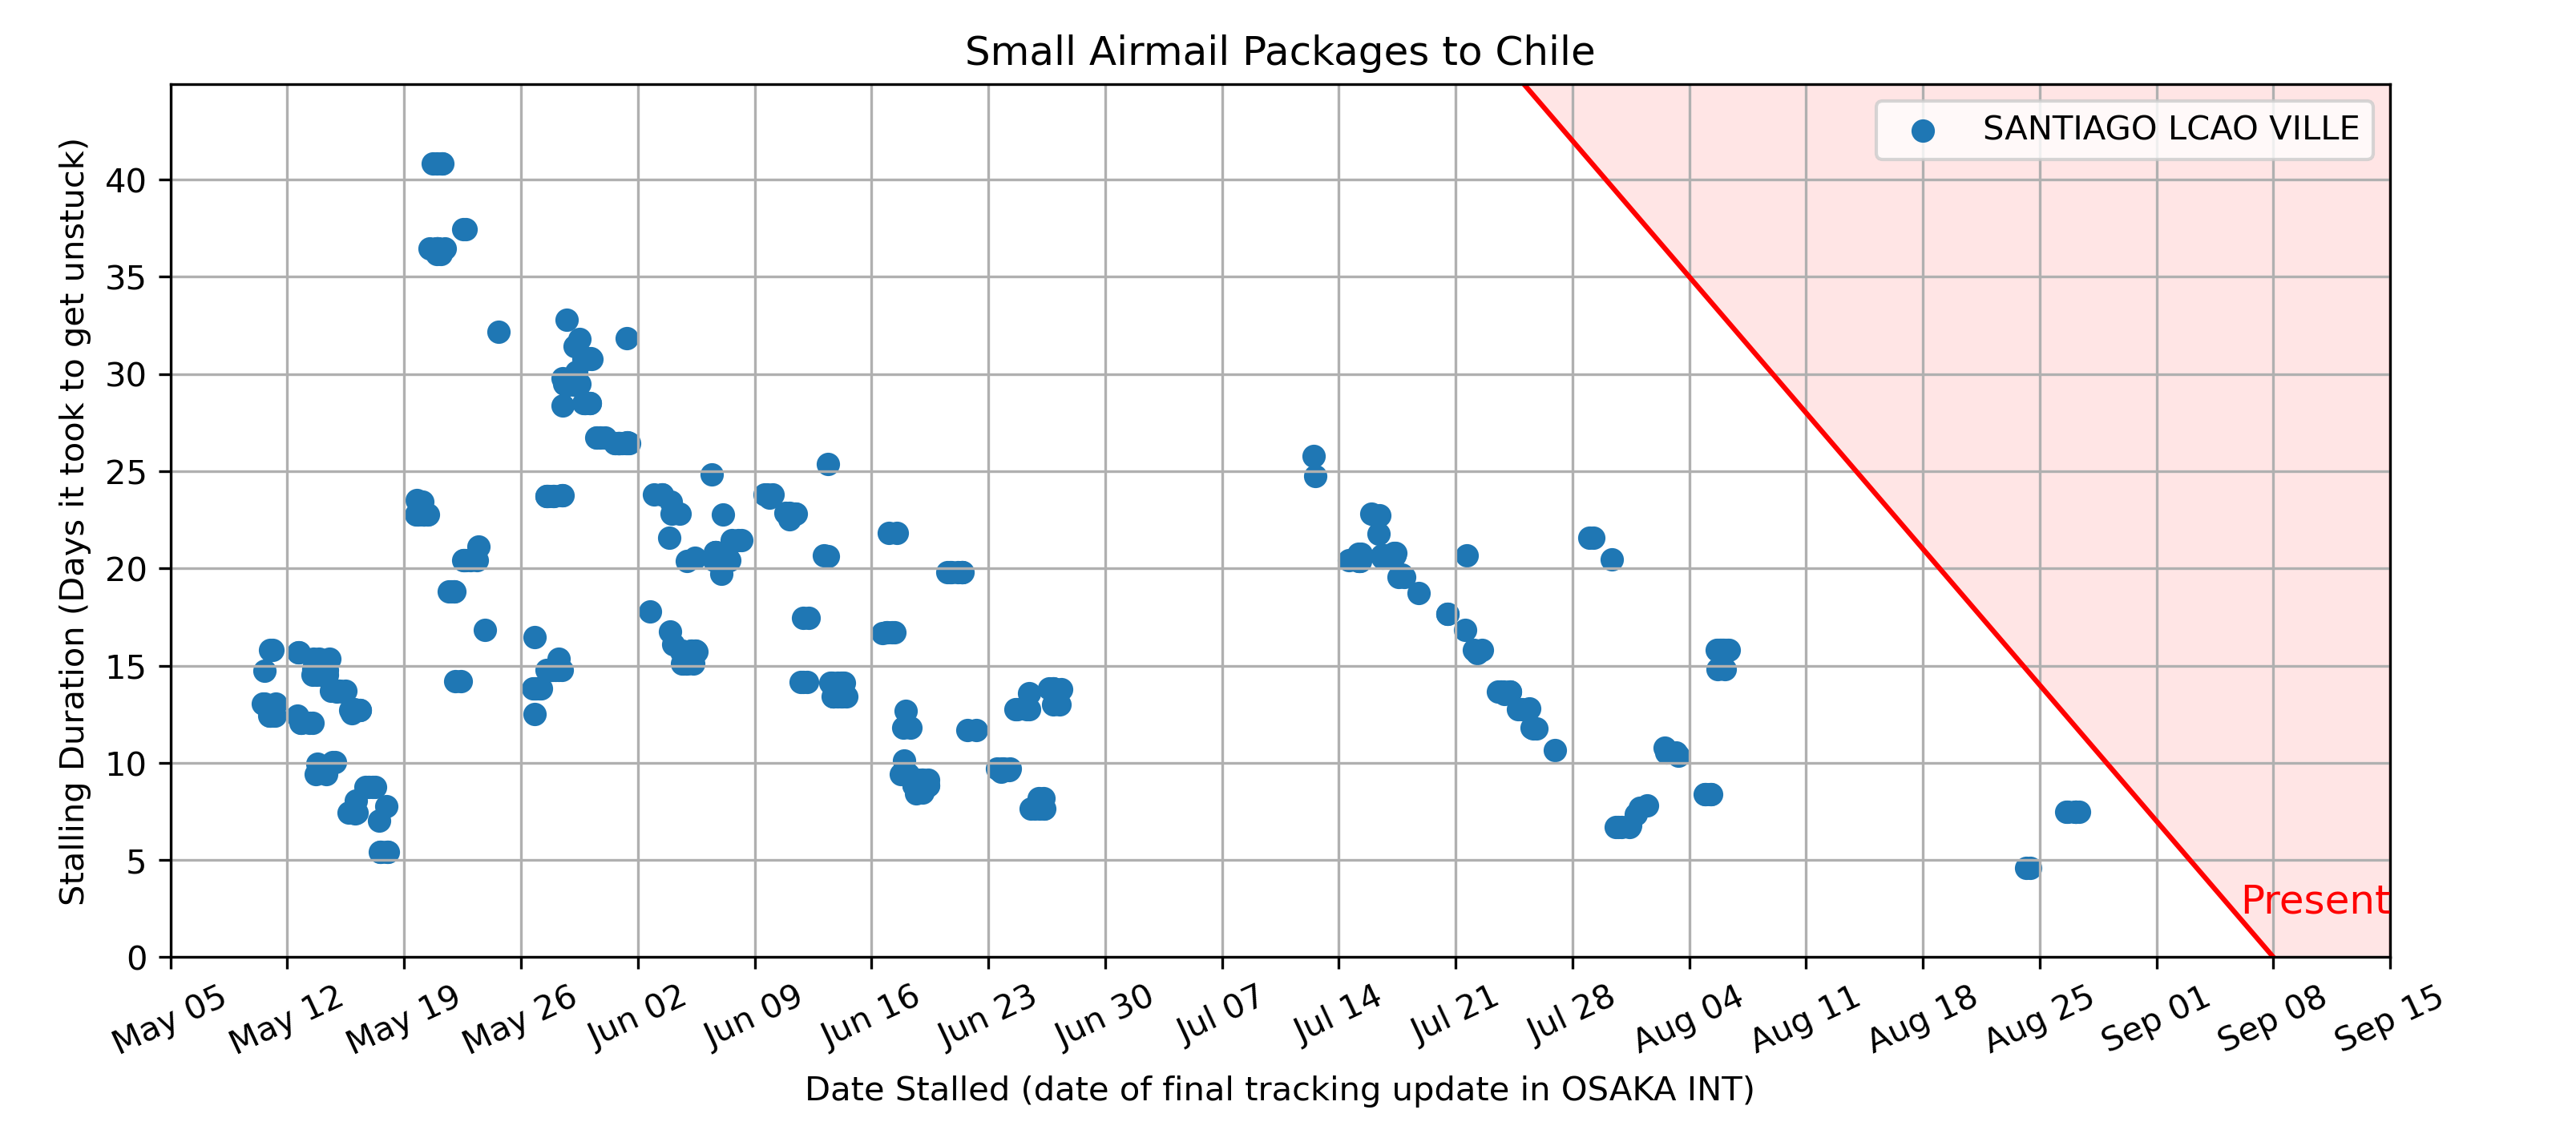 Small Airmail Packages to Chile
SANTIAGO LCAO VILLE
Stalling Duration (Days it took to get unstuck)
40
35
30
25
20
15
10
5
0
Present
May 05
May 12
May 19
May 26
Jun 02
Jun 09
Jun 16
Jun 23
Jun 30
Jul 07
Jul 14
Jul 21
Jul 28
Aug 04
Aug 11
Aug 18
Aug 25
Sep 01
Sep 08
Sep 15
Date Stalled (date of final tracking update in OSAKA INT)